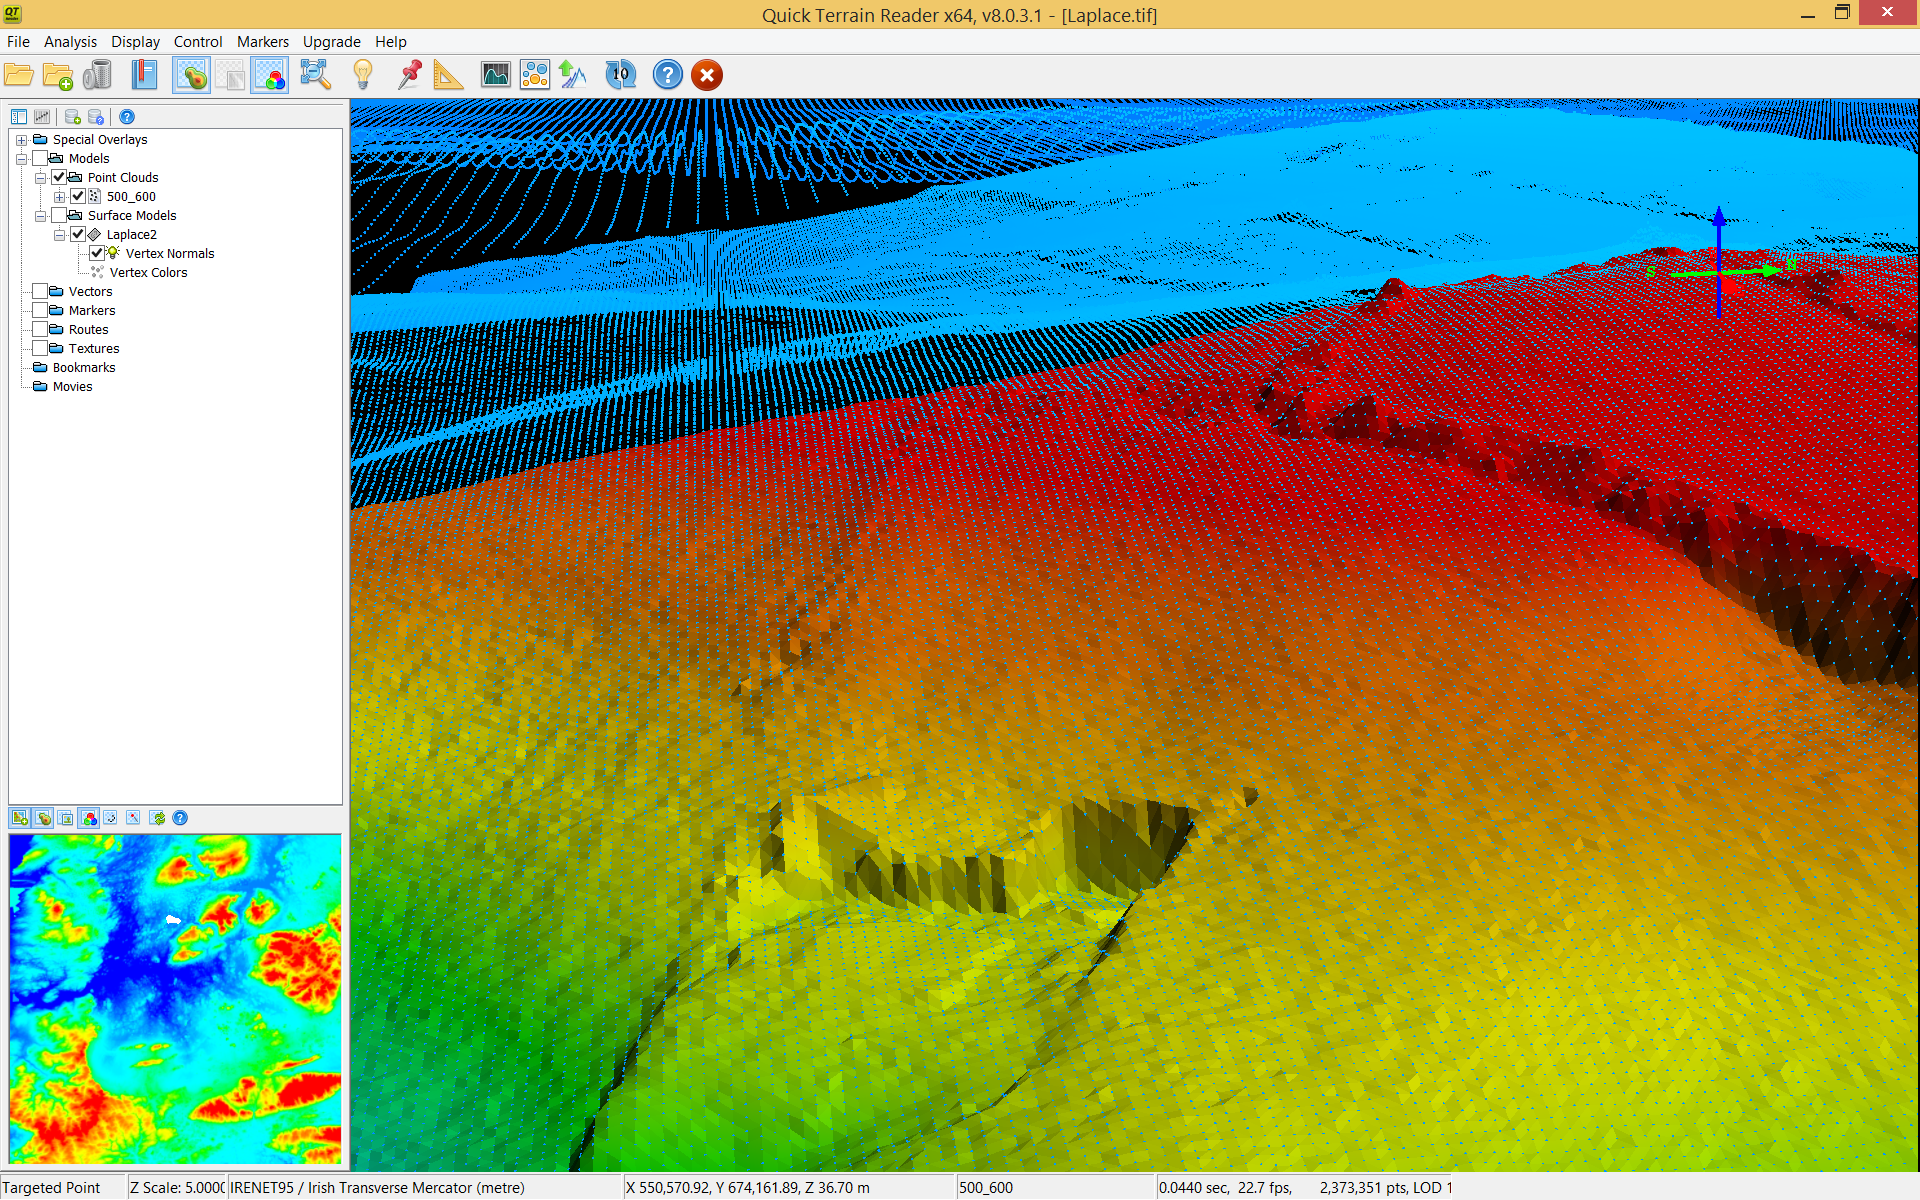 QT
Quick Terrain Reader x64, v8.0.3.1 - [Laplace.tif]
File Analysis Display Control Markers Upgrade Help
10
Special Overlays
Models
Point Clouds
500_600
Surface Models
Laplace2
Vertex Normals
Vertex Colors
Vectors
Markers
Routes
Textures
Bookmarks
Movies
S N
Targeted Point Z Scale: 5.000 IRENET95 / Irish Transverse Mercator (metre) X 550,570.92, Y 674,161.89, Z 36.70 m 500_600 0.0440 sec, 22.7 fps, 2,373,351 pts, LOD 1